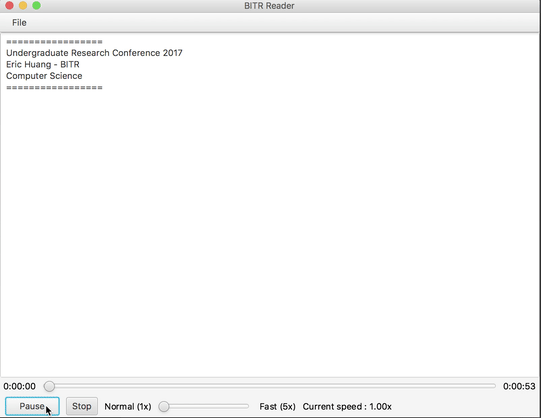 BITR Reader
File
=================
Undergraduate Research Conference 2017
Eric Huang - BITR
Computer Science
=================
0:00:00 0:00:53
Pause Stop Normal (1x) Fast (5x) Current speed : 1.00x